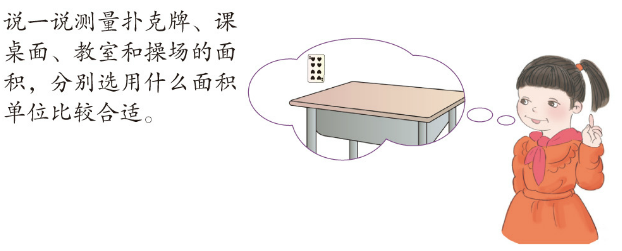 说一说测量扑克牌、课
桌面、教室和操场的面
积，分别选用什么面积
单位比较合适。